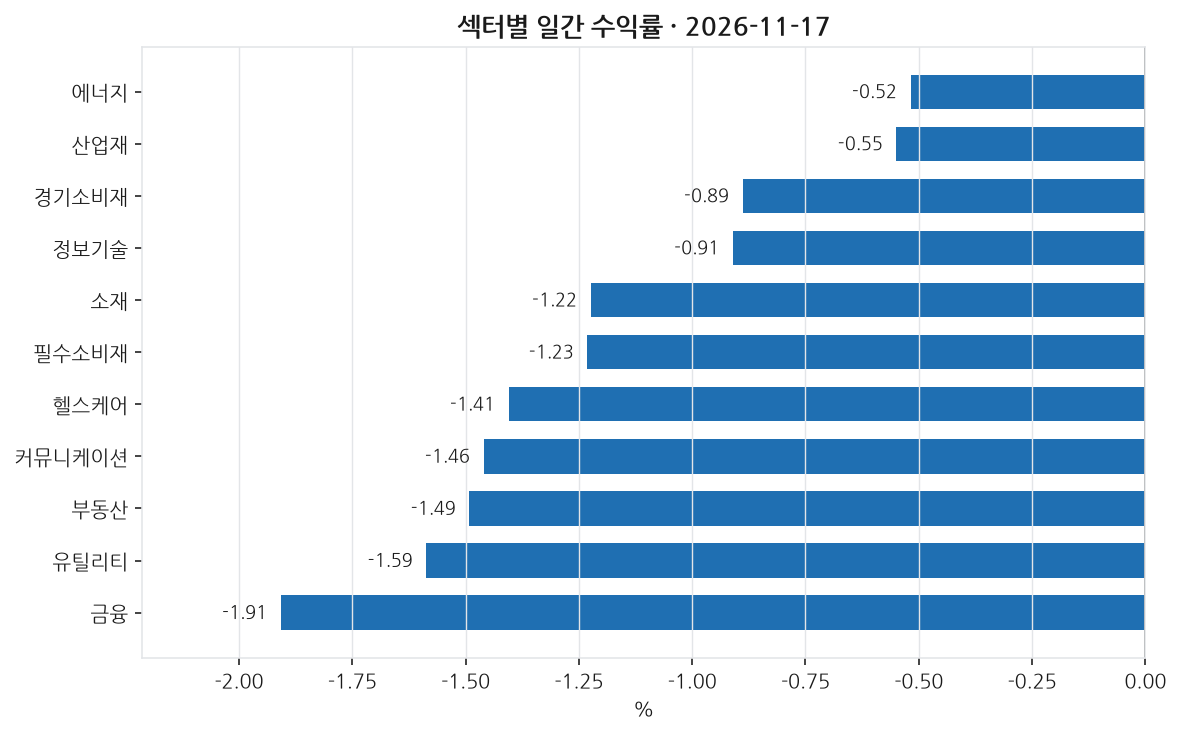 섹터별 일간 수익률 · 2026-11-17
에너지 -0.52
산업재 -0.55
경기소비재 -0.89
정보기술 -0.91
소재 -1.22
필수소비재 -1.23
헬스케어 -1.41
커뮤니케이션 -1.46
부동산 -1.49
유틸리티 -1.59
금융 -1.91
-2.00 -1.75 -1.50 -1.25 -1.00 -0.75 -0.50 -0.25 0.00
%